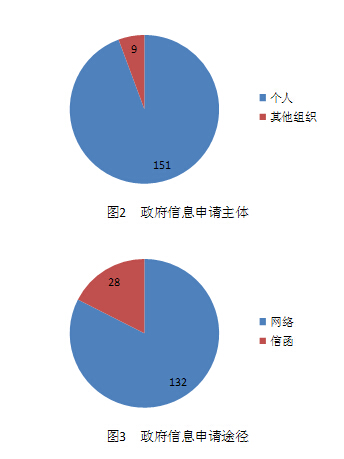 9
151
个人
其他组织
图2 政府信息申请主体
28
132
网络
信函
图3 政府信息申请途径